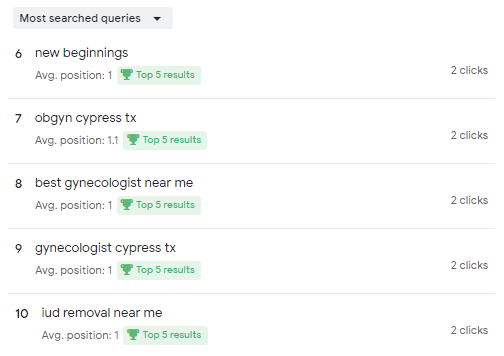 Most searched queries
6 new beginnings
Avg. position: 1 Top 5 results
2 clicks
7 obgyn cypress tx
Avg. position: 1.1 Top 5 results
2 clicks
8 best gynecologist near me
Avg. position: 1 Top 5 results
2 clicks
9 gynecologist cypress tx
Avg. position: 1 Top 5 results
2 clicks
10 iud removal near me
Avg. position: 1 Top 5 results
2 clicks